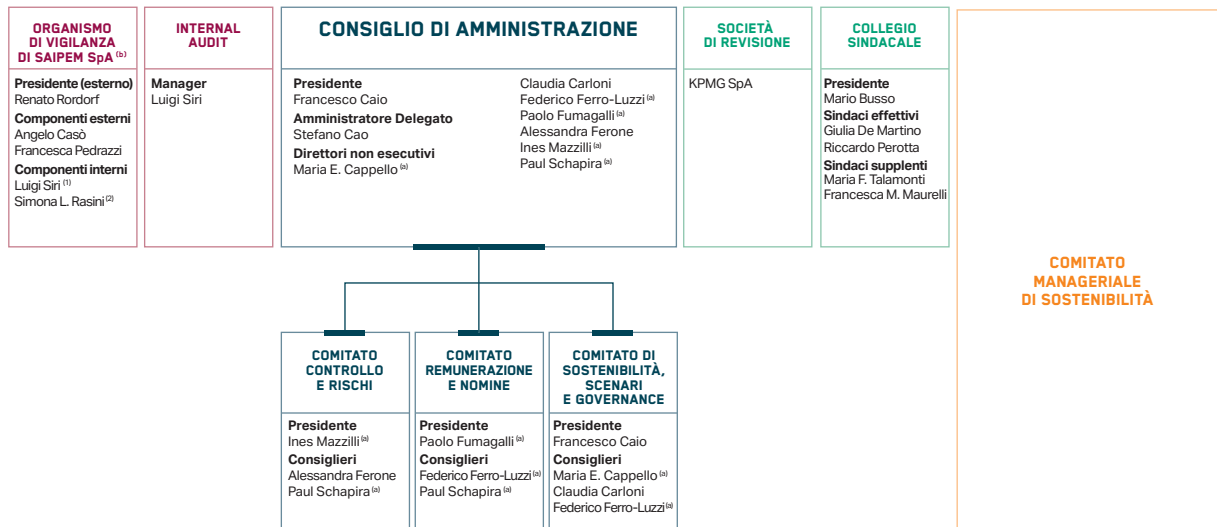 ORGANISMO
DI VIGILANZA
DI SAIPEM SpA (b)
Presidente (esterno)
Renato Rordorf
Componenti esterni
Angelo Casò
Francesca Pedrazzi
Componenti interni
Luigi Siri (1)
Simona L. Rasini (2)
INTERNAL
AUDIT
Manager
Luigi Siri
CONSIGLIO DI AMMINISTRAZIONE
Presidente
Francesco Caio
Amministratore Delegato
Stefano Cao
Direttori non esecutivi
Maria E. Cappello (a)
Claudia Carloni
Federico Ferro-Luzzi (a)
Paolo Fumagalli (a)
Alessandra Ferone
Ines Mazzilli (a)
Paul Schapira (a)
SOCIETÀ
DI REVISIONE
KPMG SpA
COLLEGIO
SINDACALE
Presidente
Mario Busso
Sindaci effettivi
Giulia De Martino
Riccardo Perotta
Sindaci supplenti
Maria F. Talamonti
Francesca M. Maurelli
COMITATO
MANAGERIALE
DI SOSTENIBILITÀ
COMITATO
CONTROLLO
E RISCHI
Presidente
Ines Mazzilli (a)
Consiglieri
Alessandra Ferone
Paul Schapira (a)
COMITATO
REMUNERAZIONE
E NOMINE
Presidente
Paolo Fumagalli (a)
Consiglieri
Federico Ferro-Luzzi (a)
Paul Schapira (a)
COMITATO DI
SOSTENIBILITÀ,
SCENARI
E GOVERNANCE
Presidente
Francesco Caio
Consiglieri
Maria E. Cappello (a)
Claudia Carloni
Federico Ferro-Luzzi (a)